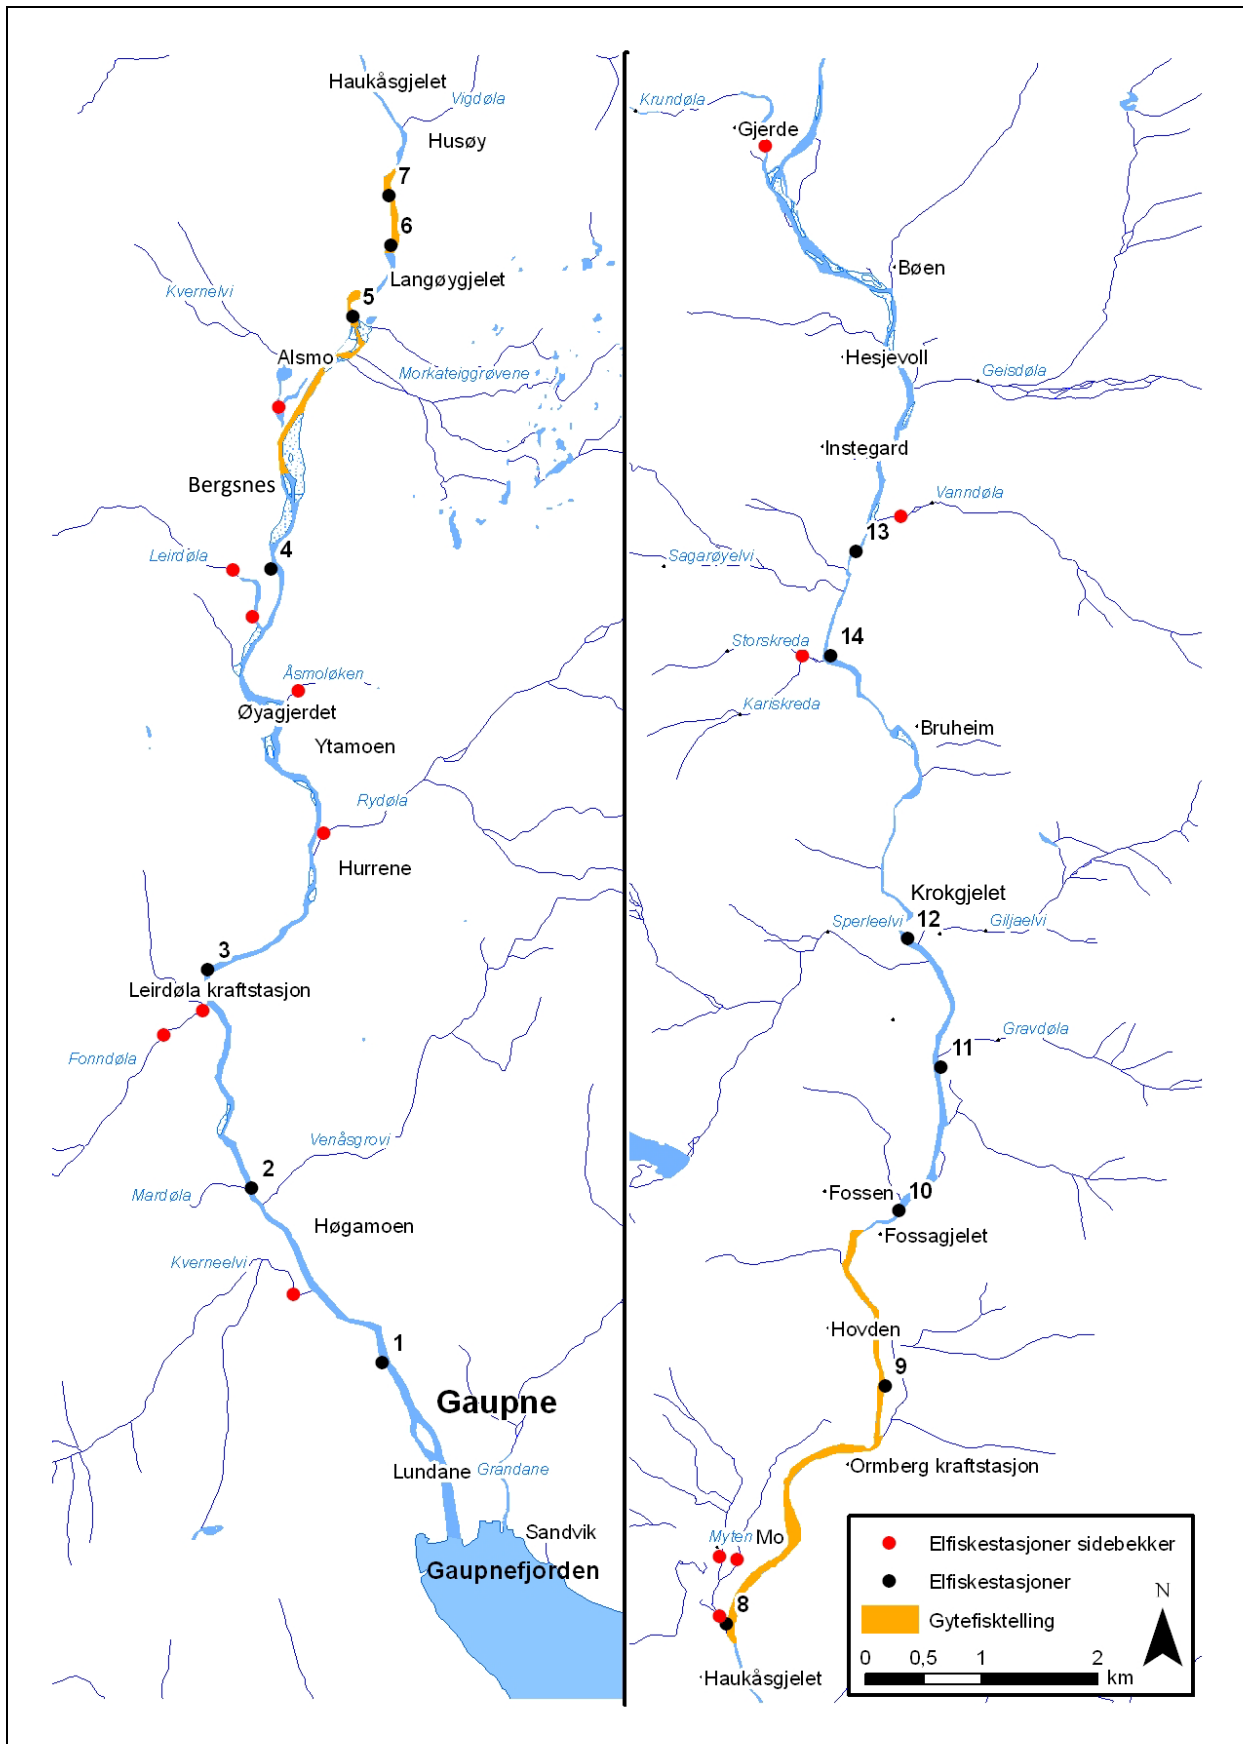 Haukåsgjelet
Vigdøla
Husøy
7
6
Langøygjelet
Kvernelvi
5
Alsmo
Morkateiggrøvene
Bergsnes
4
Leirdøla
Åsmoløken
Øyagjerdet
Ytamoen
Rydøla
Hurrene
3
Leirdøla kraftstasjon
Fonndøla
Venåsgrovi
2
Mardøla
Høgamoen
Kverneelvi
1
Gaupne
Lundane
Grandane
Sandvik
Gaupnefjorden
Krundøla
Gjerde
Bøen
Hesjevoll
Geisdøla
Instegard
Vanndøla
13
Sagarøyelvi
14
Storskreda
Kariskreda
Bruheim
Krokgjelet
Sperleelvi
12
Giljaelvi
Gravdøla
11
Fossen
10
Fossagjelet
Hovden
9
Ormberg kraftstasjon
Myten
Mo
8
Haukåsgjelet
Elfiskestasjoner sidebekker
Elfiskestasjoner
Gytefisktelling
N
0 0,5 1 2
km